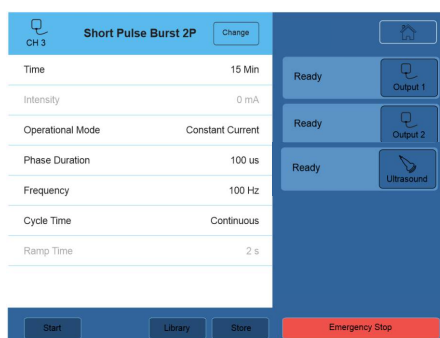 CH 3
Short Pulse Burst 2P
Change
Time 15 Min
Intensity 0 mA
Operational Mode Constant Current
Phase Duration 100 us
Frequency 100 Hz
Cycle Time Continuous
Ramp Time 2 s
Ready
Output 1
Ready
Output 2
Ready
Ultrasound
Start
Library
Store
Emergency Stop